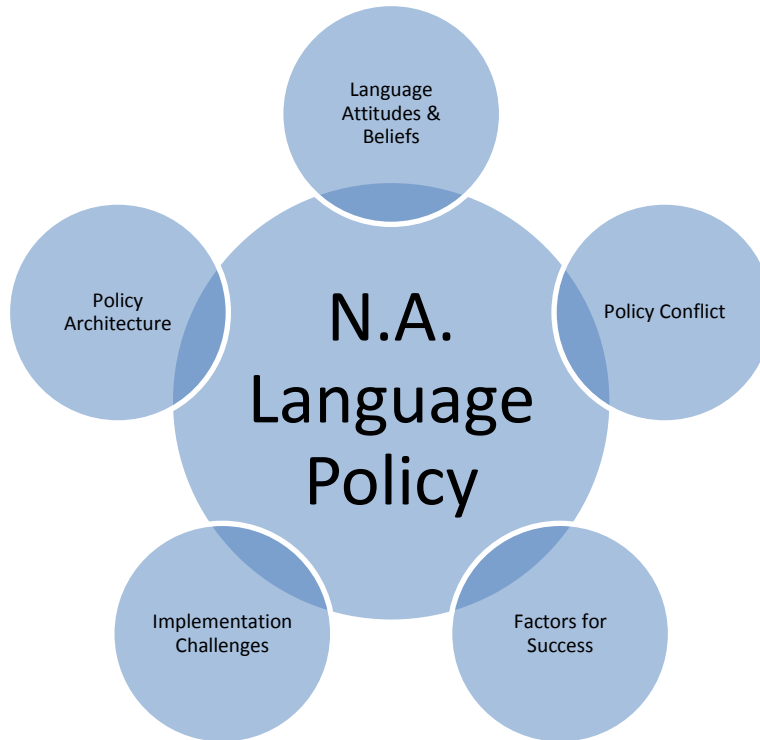 Language
Attitudes &
Beliefs
Policy
Architecture
N.A.
Language
Policy
Policy Conflict
Implementation
Challenges
Factors for
Success